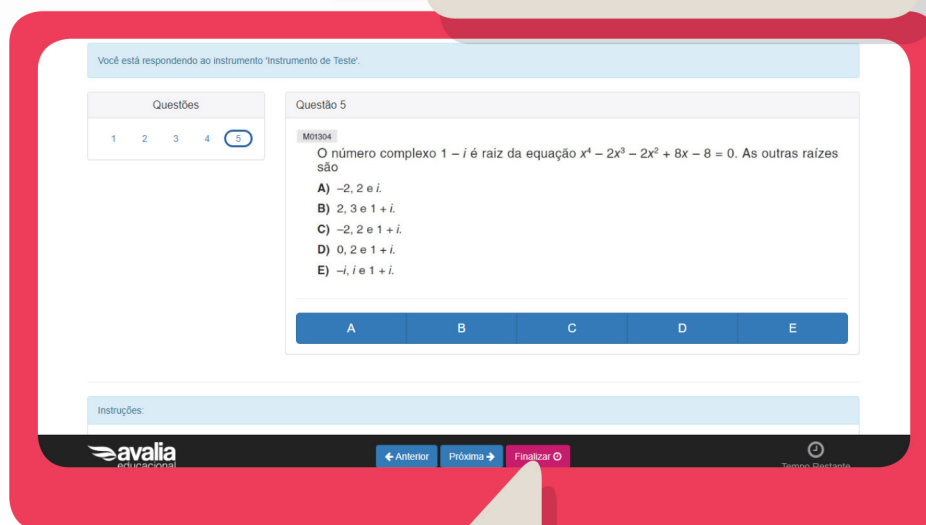 Você está respondendo ao instrumento 'Instrumento de Teste'.
Questões
1 2 3 4 5
Questão 5
M01304
O número complexo 1 – i é raiz da equação x⁴ – 2x³ – 2x² + 8x – 8 = 0. As outras raízes
são
A) –2, 2 e i.
B) 2, 3 e 1 + i.
C) –2, 2 e 1 + i.
D) 0, 2 e 1 + i.
E) –i, i e 1 + i.
A B C D E
Instruções:
avalia
educacional
Anterior Próxima Finalizar
Tempo Restante